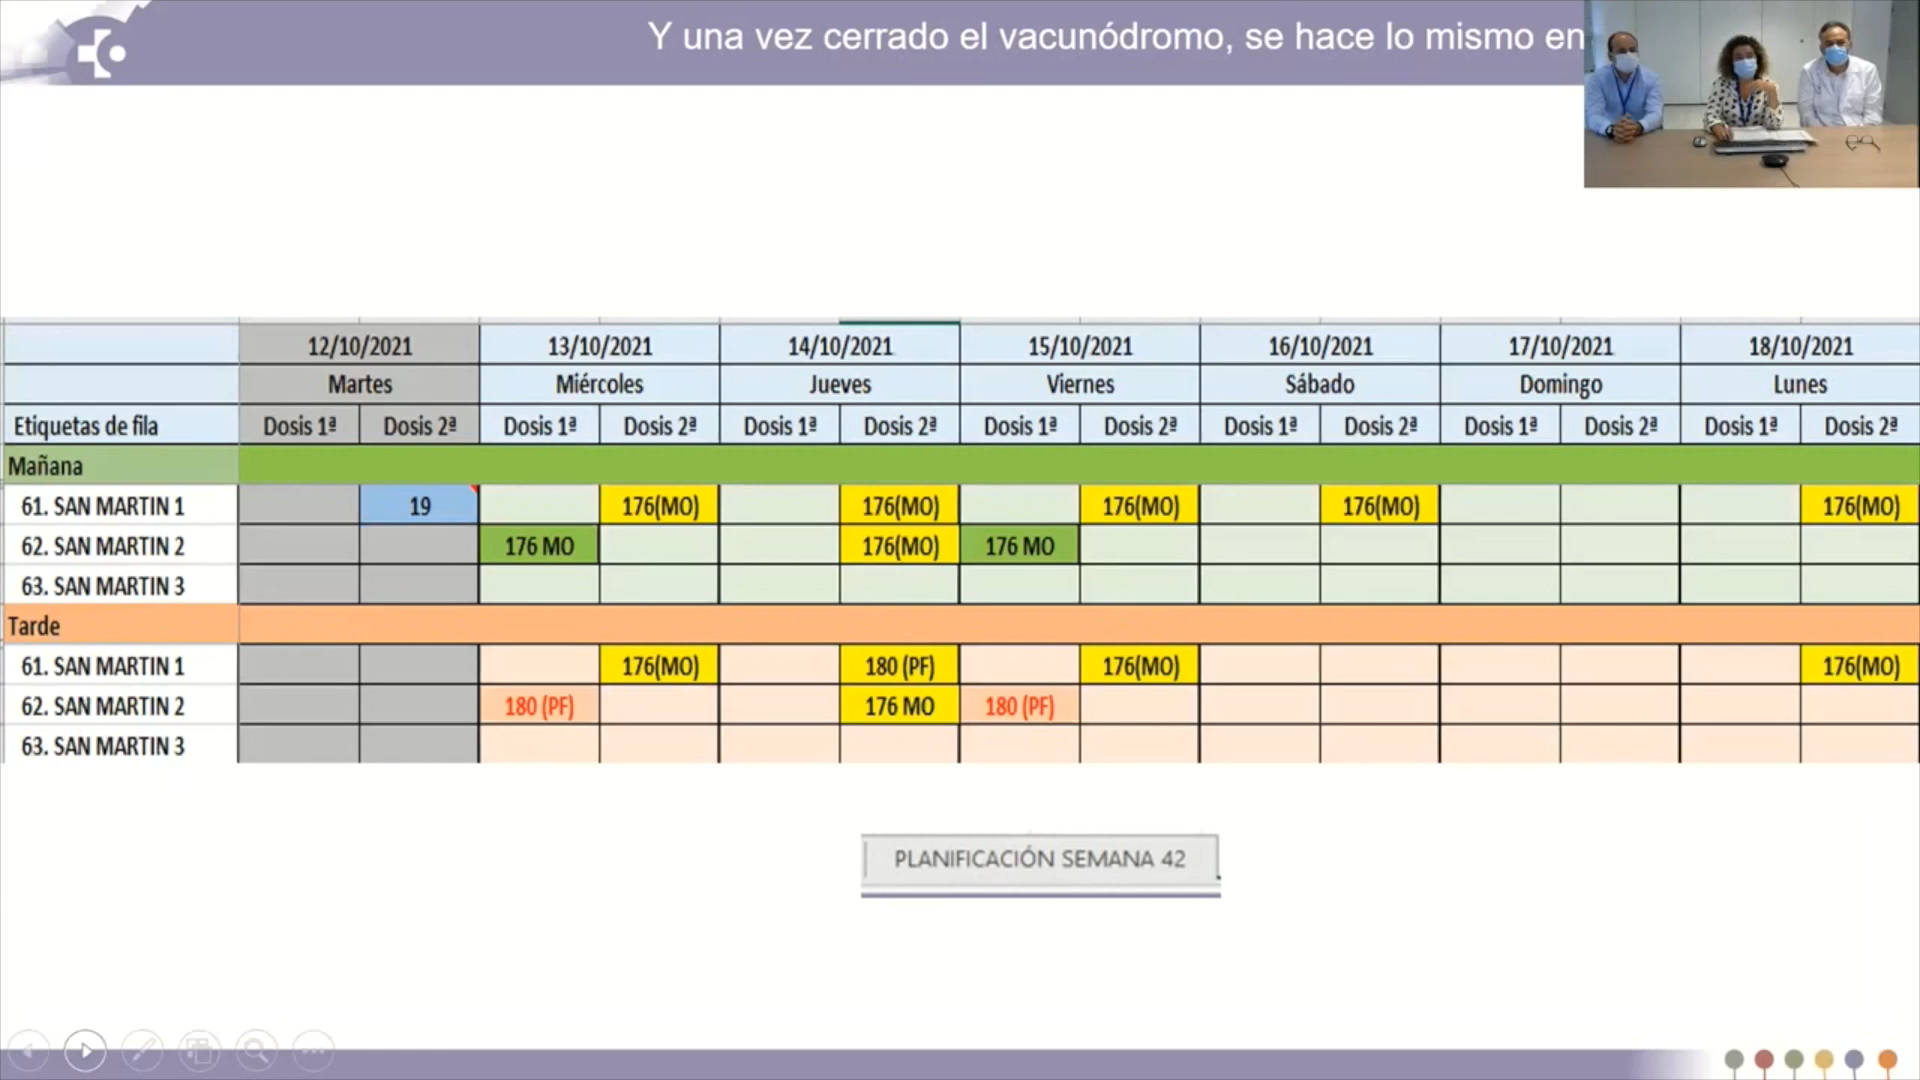 Y una vez cerrado el vacunódromo, se hace lo mismo en
12/10/2021 13/10/2021 14/10/2021 15/10/2021 16/10/2021 17/10/2021 18/10/2021
Martes Miércoles Jueves Viernes Sábado Domingo Lunes
Etiquetas de fila Dosis 1ª Dosis 2ª Dosis 1ª Dosis 2ª Dosis 1ª Dosis 2ª Dosis 1ª Dosis 2ª Dosis 1ª Dosis 2ª Dosis 1ª Dosis 2ª Dosis 1ª Dosis 2ª
Mañana
61. SAN MARTIN 1 19 176(MO) 176(MO) 176(MO) 176(MO) 176(MO)
62. SAN MARTIN 2 176 MO 176(MO) 176 MO
63. SAN MARTIN 3
Tarde
61. SAN MARTIN 1 176(MO) 180 (PF) 176(MO) 176(MO)
62. SAN MARTIN 2 180 (PF) 176 MO 180 (PF)
63. SAN MARTIN 3
PLANIFICACIÓN SEMANA 42